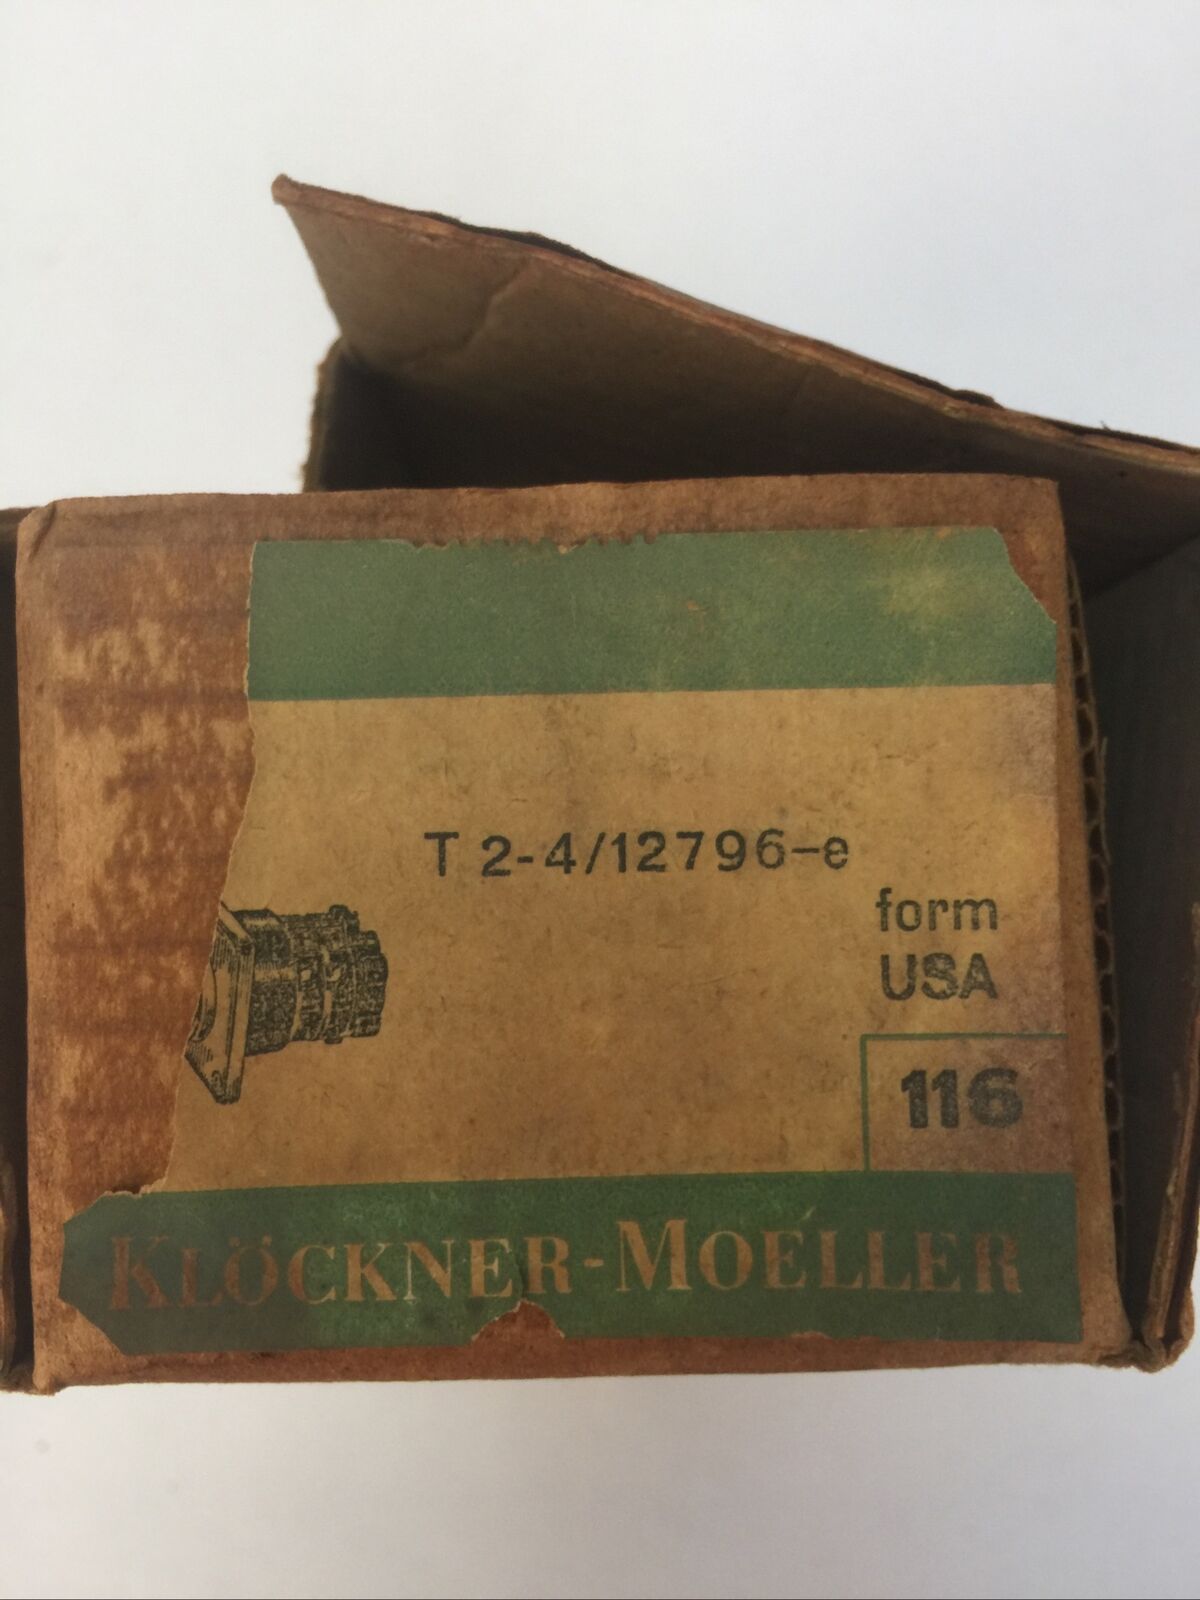 T 2-4/12796-e
form
USA
116
KLÖCKNER-MOELLER